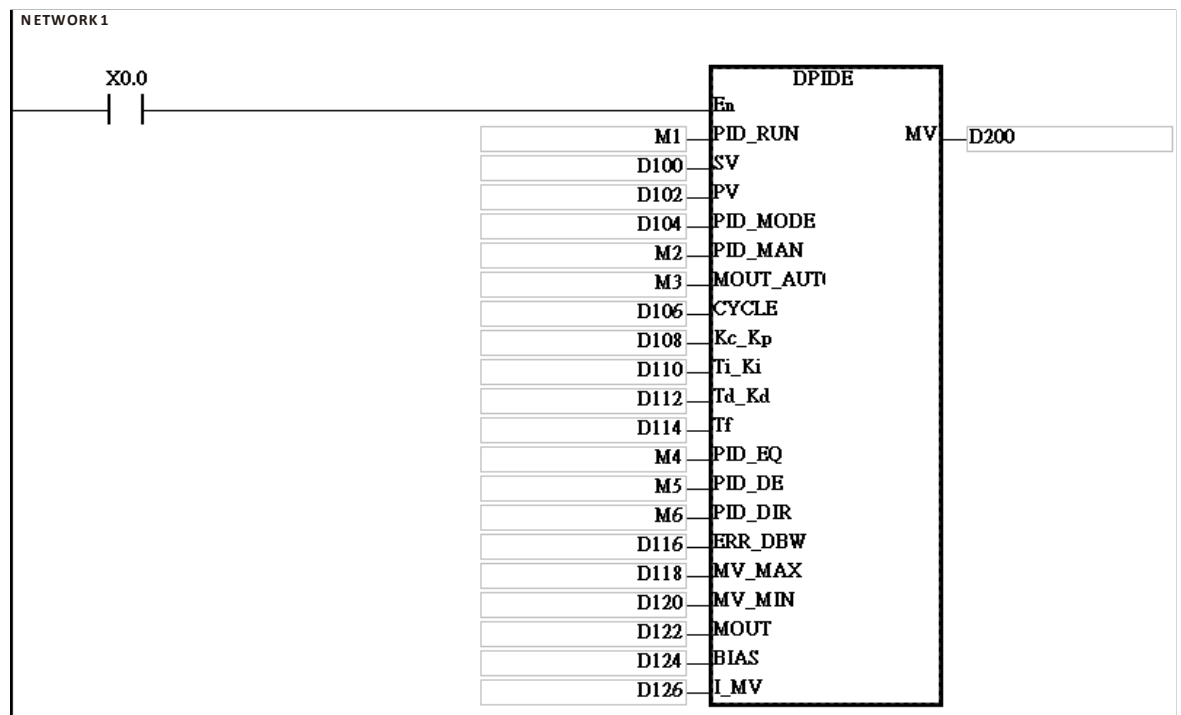 NETWORK 1
X0.0
DPIDE
En
M1 PID_RUN MV D200
D100 SV
D102 PV
D104 PID_MODE
M2 PID_MAN
M3 MOUT_AUT
D106 CYCLE
D108 Kc_Kp
D110 Ti_Ki
D112 Td_Kd
D114 Tf
M4 PID_EQ
M5 PID_DE
M6 PID_DIR
D116 ERR_DBW
D118 MV_MAX
D120 MV_MIN
D122 MOUT
D124 BIAS
D126 I_MV